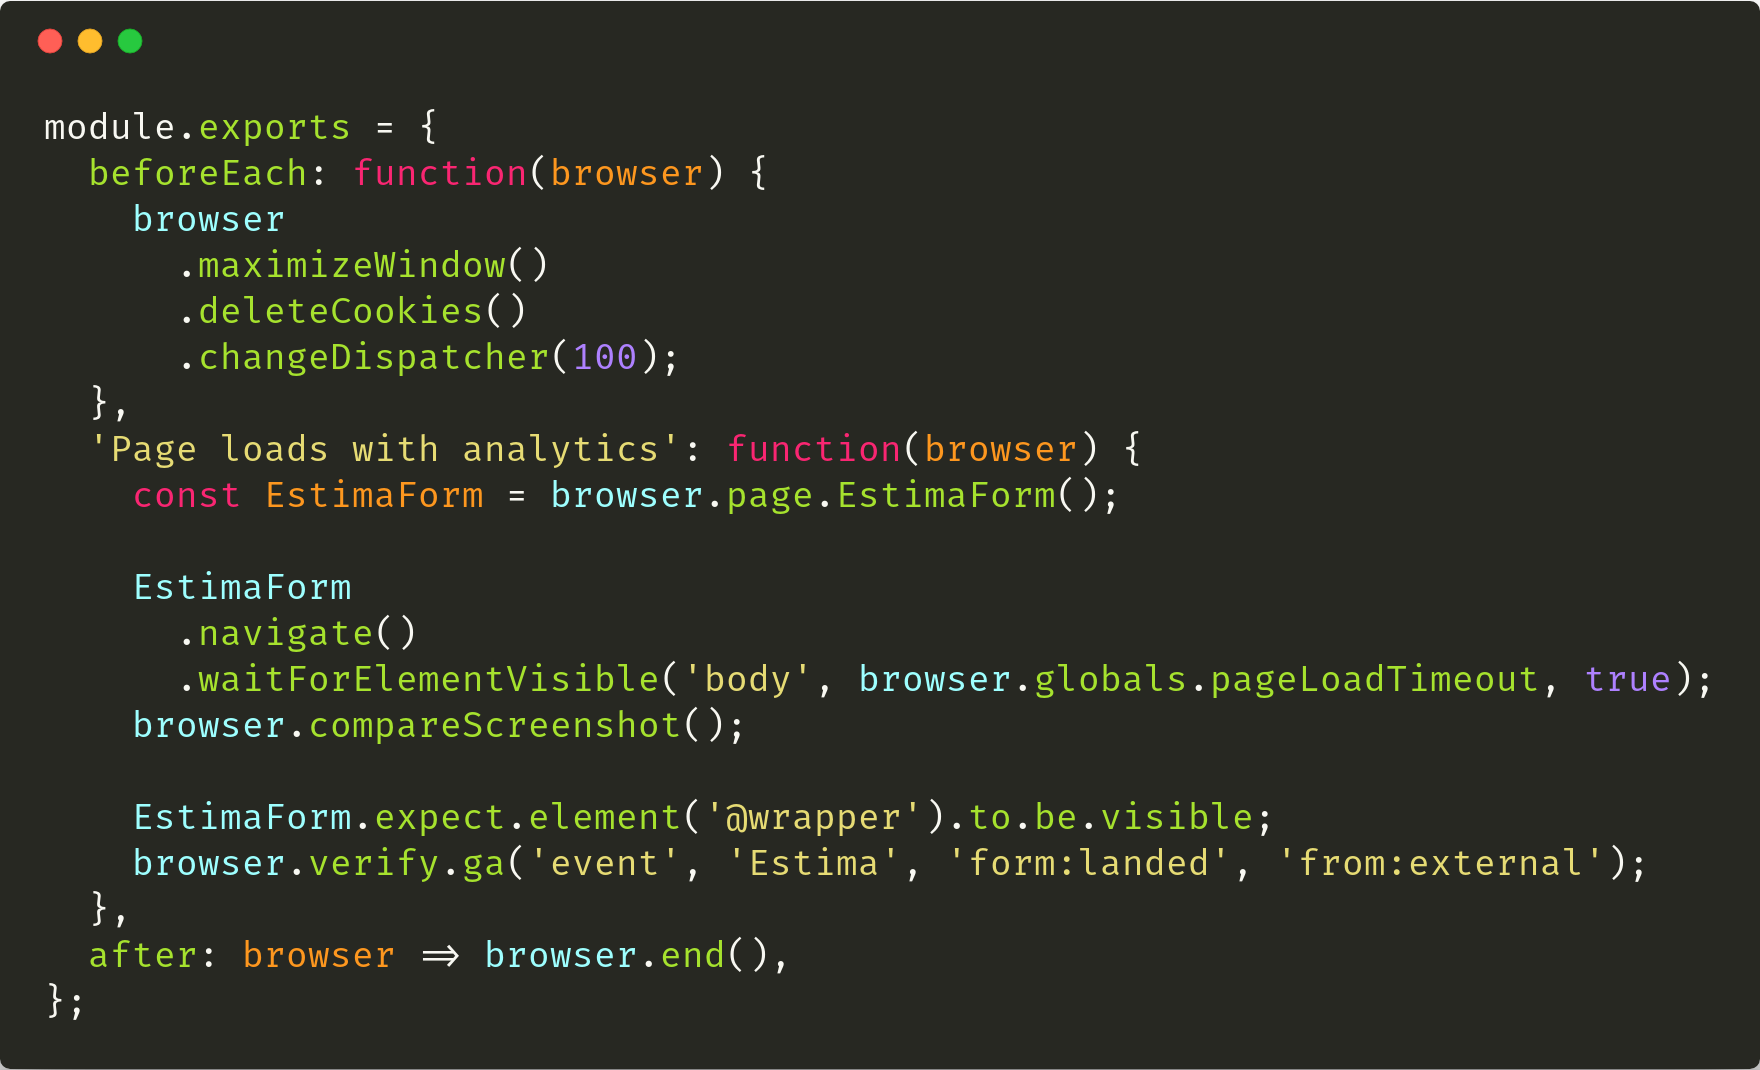 module.exports = {
  beforeEach: function(browser) {
    browser
      .maximizeWindow()
      .deleteCookies()
      .changeDispatcher(100);
  },
  'Page loads with analytics': function(browser) {
    const EstimaForm = browser.page.EstimaForm();

    EstimaForm
      .navigate()
      .waitForElementVisible('body', browser.globals.pageLoadTimeout, true);
    browser.compareScreenshot();

    EstimaForm.expect.element('@wrapper').to.be.visible;
    browser.verify.ga('event', 'Estima', 'form:landed', 'from:external');
  },
  after: browser => browser.end(),
};